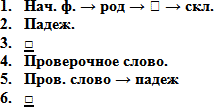 1. Нач. ф. → род → □ → скл.
2. Падеж.
3. □
4. Проверочное слово.
5. Пров. слово → падеж
6. □